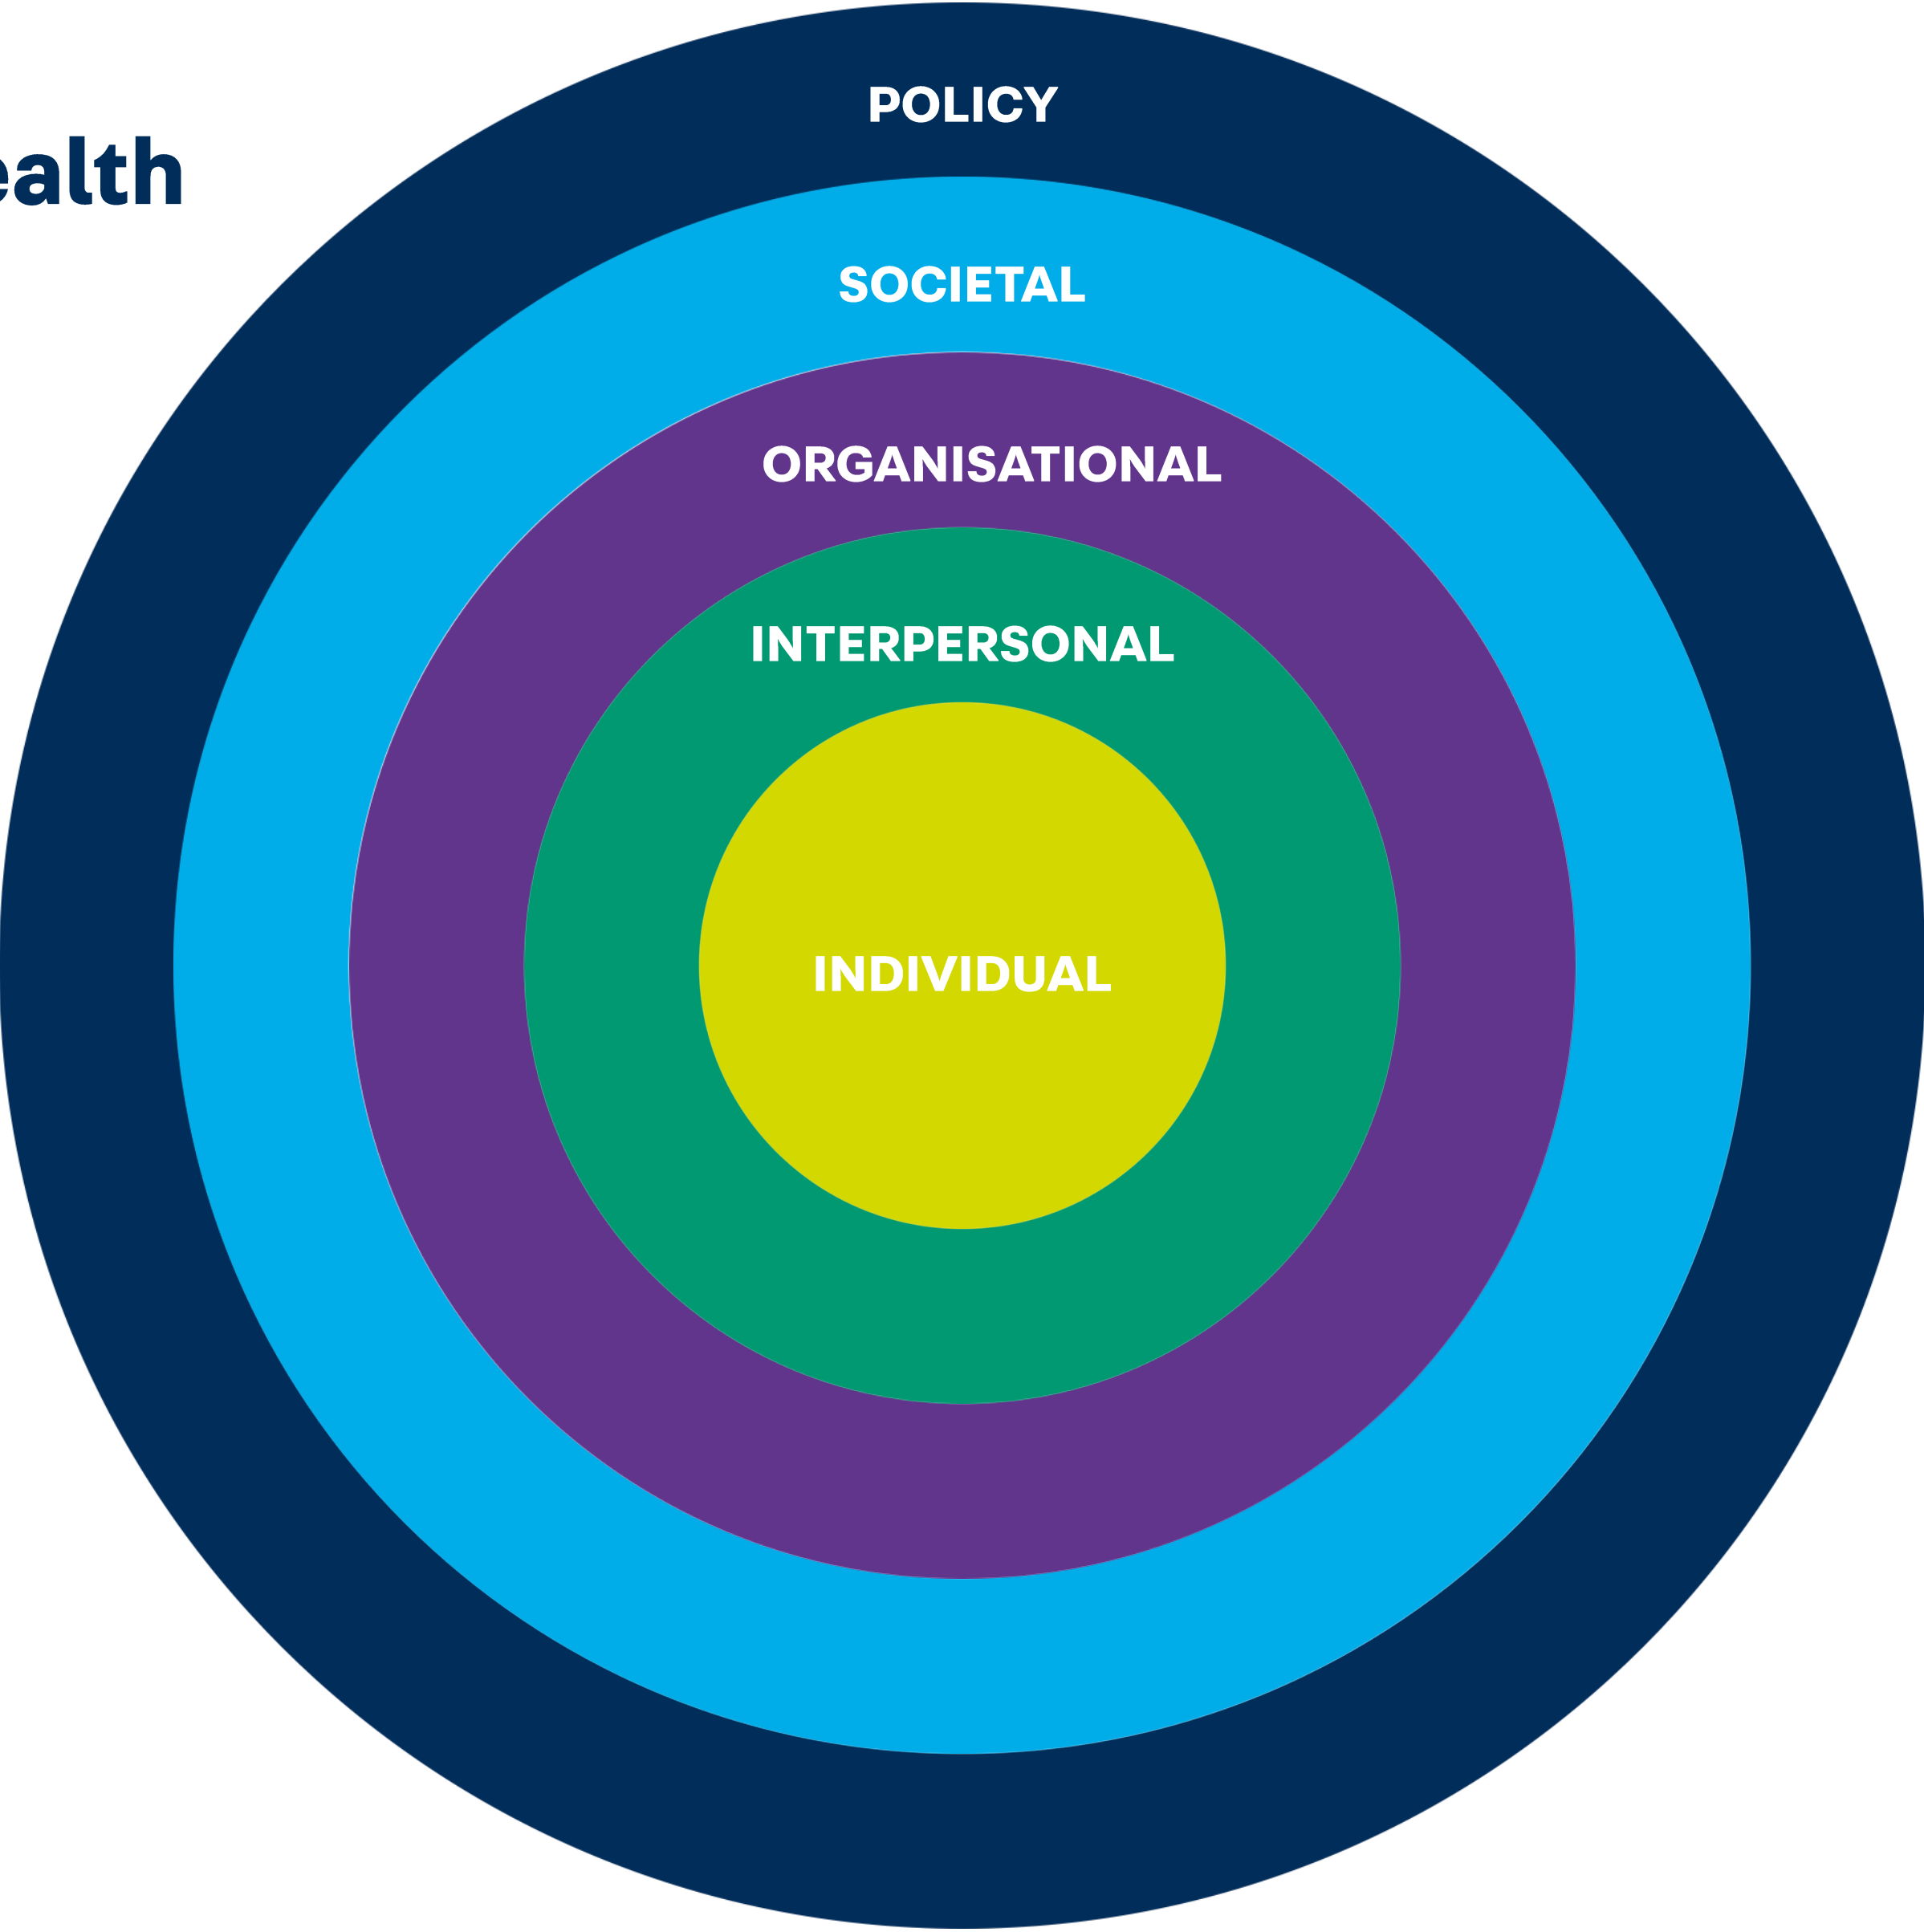 POLICY
ealth
SOCIETAL
ORGANISATIONAL
INTERPERSONAL
INDIVIDUAL